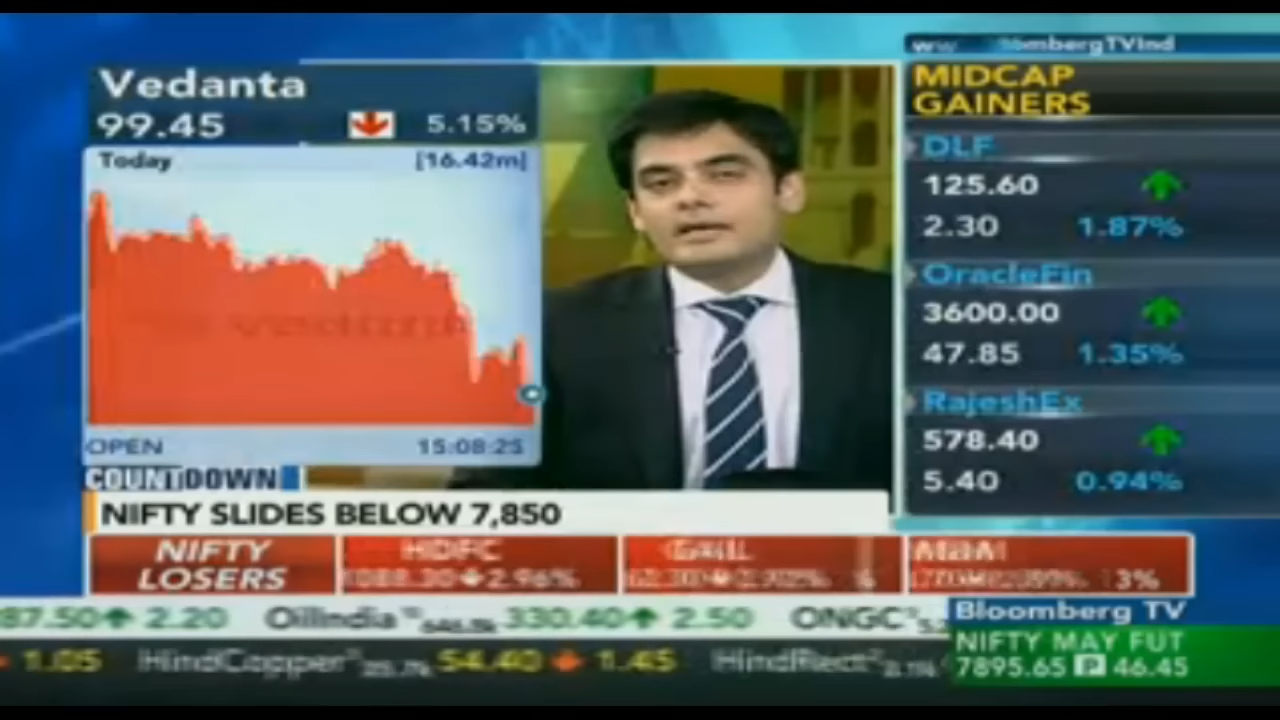 BloombergTVInd
Vedanta
99.45 5.15%
Today [16.42m]
vedanta
OPEN 15:08:25
COUNTDOWN
NIFTY SLIDES BELOW 7,850
MIDCAP
GAINERS
DLF
125.60
2.30 1.87%
OracleFin
3600.00
47.85 1.35%
RajeshEx
578.40
5.40 0.94%
NIFTY
LOSERS
HDFC
1088.30 2.96%
GAIL
M&M
87.50 2.20 OilIndia 330.40 2.50 ONGC
1.05 HindCopper 54.40 1.45 HindRect
Bloomberg TV
NIFTY MAY FUT
7895.65 P 46.45